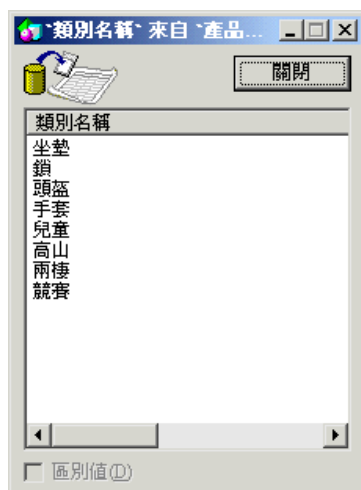 `類別名稱` 來自 `產品...
關閉
類別名稱
坐墊
鎖
頭盔
手套
兒童
高山
兩棲
競賽
區別值(D)